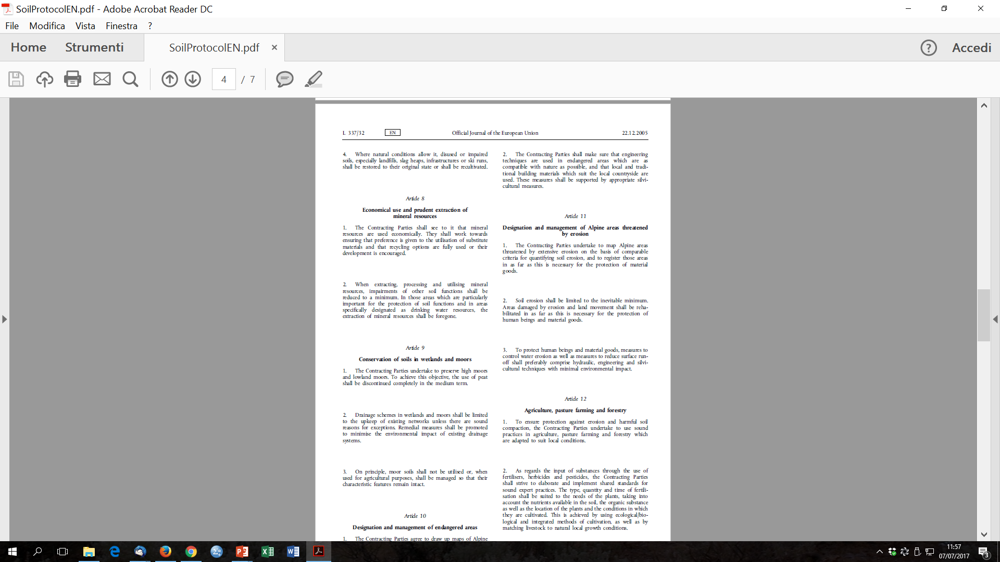 SoilProtocolEN.pdf - Adobe Acrobat Reader DC
File Modifica Vista Finestra ?
Home Strumenti SoilProtocolEN.pdf × ? Accedi
4 / 7
L 337/32 EN Official Journal of the European Union 22.12.2005
4. Where natural conditions allow it, disused or impaired
soils, especially landfills, slag heaps, infrastructures or ski runs,
shall be restored to their original state or shall be recultivated.
Article 8
Economical use and prudent extraction of
mineral resources
1. The Contracting Parties shall see to it that mineral
resources are used economically. They shall work towards
ensuring that preference is given to the utilisation of substitute
materials and that recycling options are fully used or their
development is encouraged.
2. When extracting, processing and utilising mineral
resources, impairments of other soil functions shall be
reduced to a minimum. In those areas which are particularly
important for the protection of soil functions and in areas
specifically designated as drinking water resources, the
extraction of mineral resources shall be foregone.
Article 9
Conservation of soils in wetlands and moors
1. The Contracting Parties undertake to preserve high moors
and lowland moors. To achieve this objective, the use of peat
shall be discontinued completely in the medium term.
2. Drainage schemes in wetlands and moors shall be limited
to the upkeep of existing networks unless there are sound
reasons for exceptions. Remedial measures shall be promoted
to minimise the environmental impact of existing drainage
systems.
3. On principle, moor soils shall not be utilised or, when
used for agricultural purposes, shall be managed so that their
characteristic features remain intact.
Article 10
Designation and management of endangered areas
1. The Contracting Parties agree to draw up maps of Alpine
2. The Contracting Parties shall make sure that engineering
techniques are used in endangered areas which are as
compatible with nature as possible, and that local and tradi-
tional building materials which suit the local countryside are
used. These measures shall be supported by appropriate silvi-
cultural measures.
Article 11
Designation and management of Alpine areas threatened
by erosion
1. The Contracting Parties undertake to map Alpine areas
threatened by extensive erosion on the basis of comparable
criteria for quantifying soil erosion, and to register those areas
in as far as this is necessary for the protection of material
goods.
2. Soil erosion shall be limited to the inevitable minimum.
Areas damaged by erosion and land movement shall be reha-
bilitated in as far as this is necessary for the protection of
human beings and material goods.
3. To protect human beings and material goods, measures to
control water erosion as well as measures to reduce surface run-
off shall preferably comprise hydraulic, engineering and silvi-
cultural techniques with minimal environmental impact.
Article 12
Agriculture, pasture farming and forestry
1. To ensure protection against erosion and harmful soil
compaction, the Contracting Parties undertake to use sound
practices in agriculture, pasture farming and forestry which
are adapted to suit local conditions.
2. As regards the input of substances through the use of
fertilisers, herbicides and pesticides, the Contracting Parties
shall strive to elaborate and implement shared standards for
sound expert practices. The type, quantity and time of fertili-
sation shall be suited to the needs of the plants, taking into
account the nutrients available in the soil, the organic substance
as well as the location of the plants and the conditions in which
they are cultivated. This is achieved by using ecological/bio-
logical and integrated methods of cultivation, as well as by
matching livestock to natural local growth conditions.
11:57
07/07/2017
3